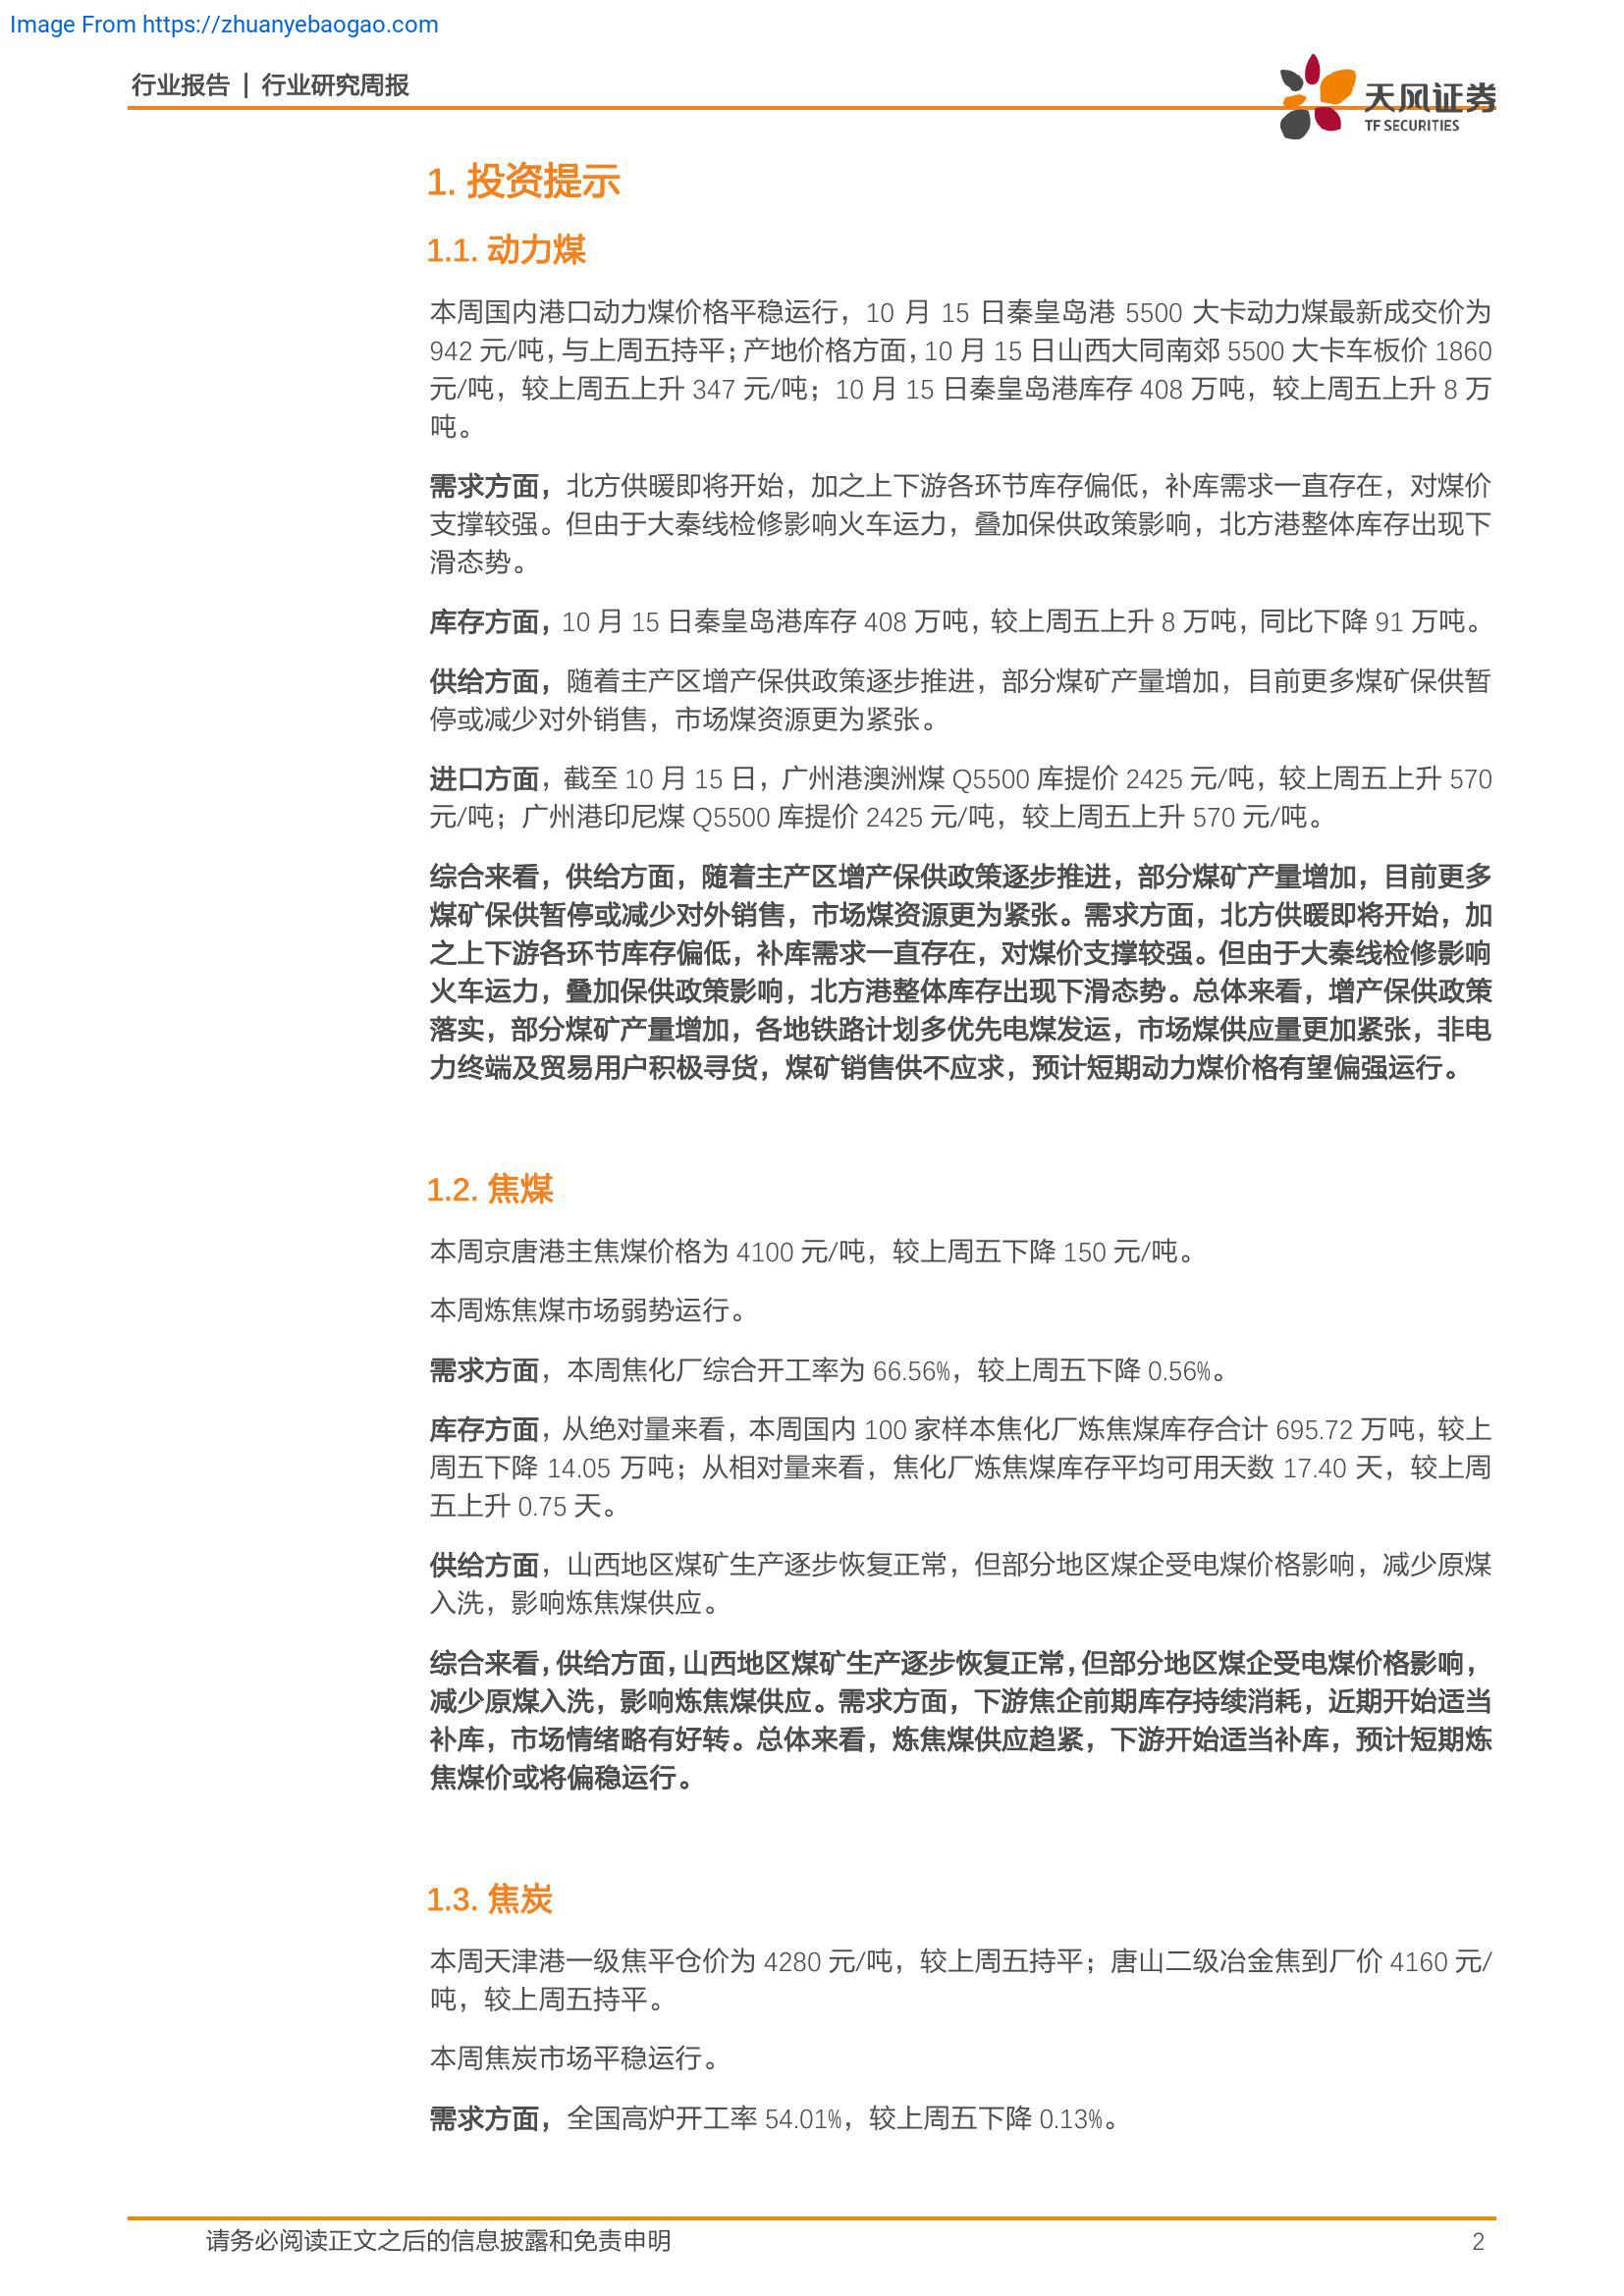 Image From https://zhuanyebaogao.com
行业报告 | 行业研究周报
天风证券
TF SECURITIES
1. 投资提示
1.1. 动力煤
本周国内港口动力煤价格平稳运行，10 月 15 日秦皇岛港 5500 大卡动力煤最新成交价为
942 元/吨，与上周五持平；产地价格方面，10 月 15 日山西大同南郊 5500 大卡车板价 1860
元/吨，较上周五上升 347 元/吨；10 月 15 日秦皇岛港库存 408 万吨，较上周五上升 8 万
吨。
需求方面，北方供暖即将开始，加之上下游各环节库存偏低，补库需求一直存在，对煤价
支撑较强。但由于大秦线检修影响火车运力，叠加保供政策影响，北方港整体库存出现下
滑态势。
库存方面，10 月 15 日秦皇岛港库存 408 万吨，较上周五上升 8 万吨，同比下降 91 万吨。
供给方面，随着主产区增产保供政策逐步推进，部分煤矿产量增加，目前更多煤矿保供暂
停或减少对外销售，市场煤资源更为紧张。
进口方面，截至 10 月 15 日，广州港澳洲煤 Q5500 库提价 2425 元/吨，较上周五上升 570
元/吨；广州港印尼煤 Q5500 库提价 2425 元/吨，较上周五上升 570 元/吨。
综合来看，供给方面，随着主产区增产保供政策逐步推进，部分煤矿产量增加，目前更多
煤矿保供暂停或减少对外销售，市场煤资源更为紧张。需求方面，北方供暖即将开始，加
之上下游各环节库存偏低，补库需求一直存在，对煤价支撑较强。但由于大秦线检修影响
火车运力，叠加保供政策影响，北方港整体库存出现下滑态势。总体来看，增产保供政策
落实，部分煤矿产量增加，各地铁路计划多优先电煤发运，市场煤供应量更加紧张，非电
力终端及贸易用户积极寻货，煤矿销售供不应求，预计短期动力煤价格有望偏强运行。
1.2. 焦煤
本周京唐港主焦煤价格为 4100 元/吨，较上周五下降 150 元/吨。
本周炼焦煤市场弱势运行。
需求方面，本周焦化厂综合开工率为 66.56%，较上周五下降 0.56%。
库存方面，从绝对量来看，本周国内 100 家样本焦化厂炼焦煤库存合计 695.72 万吨，较上
周五下降 14.05 万吨；从相对量来看，焦化厂炼焦煤库存平均可用天数 17.40 天，较上周
五上升 0.75 天。
供给方面，山西地区煤矿生产逐步恢复正常，但部分地区煤企受电煤价格影响，减少原煤
入洗，影响炼焦煤供应。
综合来看，供给方面，山西地区煤矿生产逐步恢复正常，但部分地区煤企受电煤价格影响，
减少原煤入洗，影响炼焦煤供应。需求方面，下游焦企前期库存持续消耗，近期开始适当
补库，市场情绪略有好转。总体来看，炼焦煤供应趋紧，下游开始适当补库，预计短期炼
焦煤价或将偏稳运行。
1.3. 焦炭
本周天津港一级焦平仓价为 4280 元/吨，较上周五持平；唐山二级冶金焦到厂价 4160 元/
吨，较上周五持平。
本周焦炭市场平稳运行。
需求方面，全国高炉开工率 54.01%，较上周五下降 0.13%。
请务必阅读正文之后的信息披露和免责申明
2